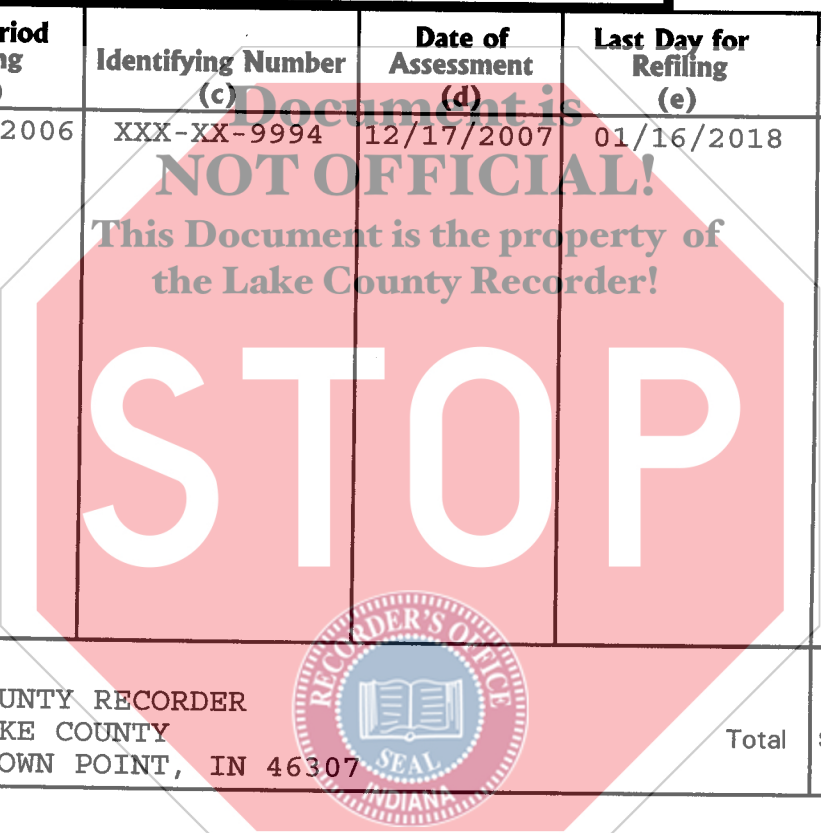 riod
ng
)
Identifying Number
(c)
Date of
Assessment
(d)
Last Day for
Refiling
(e)
2006 XXX-XX-9994 12/17/2007 01/16/2018
Document is
NOT OFFICIAL!
This Document is the property of
the Lake County Recorder!
STOP
RECORDER'S OFFICE
SEAL
INDIANA
UNTY RECORDER
KE COUNTY
OWN POINT, IN 46307
Total